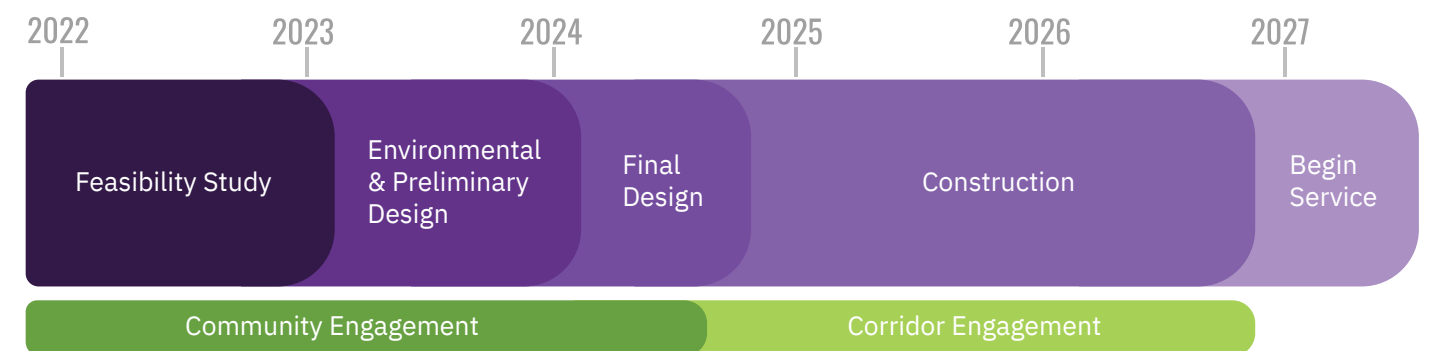 2022 2023 2024 2025 2026 2027
Feasibility Study
Environmental
& Preliminary
Design
Final
Design
Construction
Begin
Service
Community Engagement
Corridor Engagement